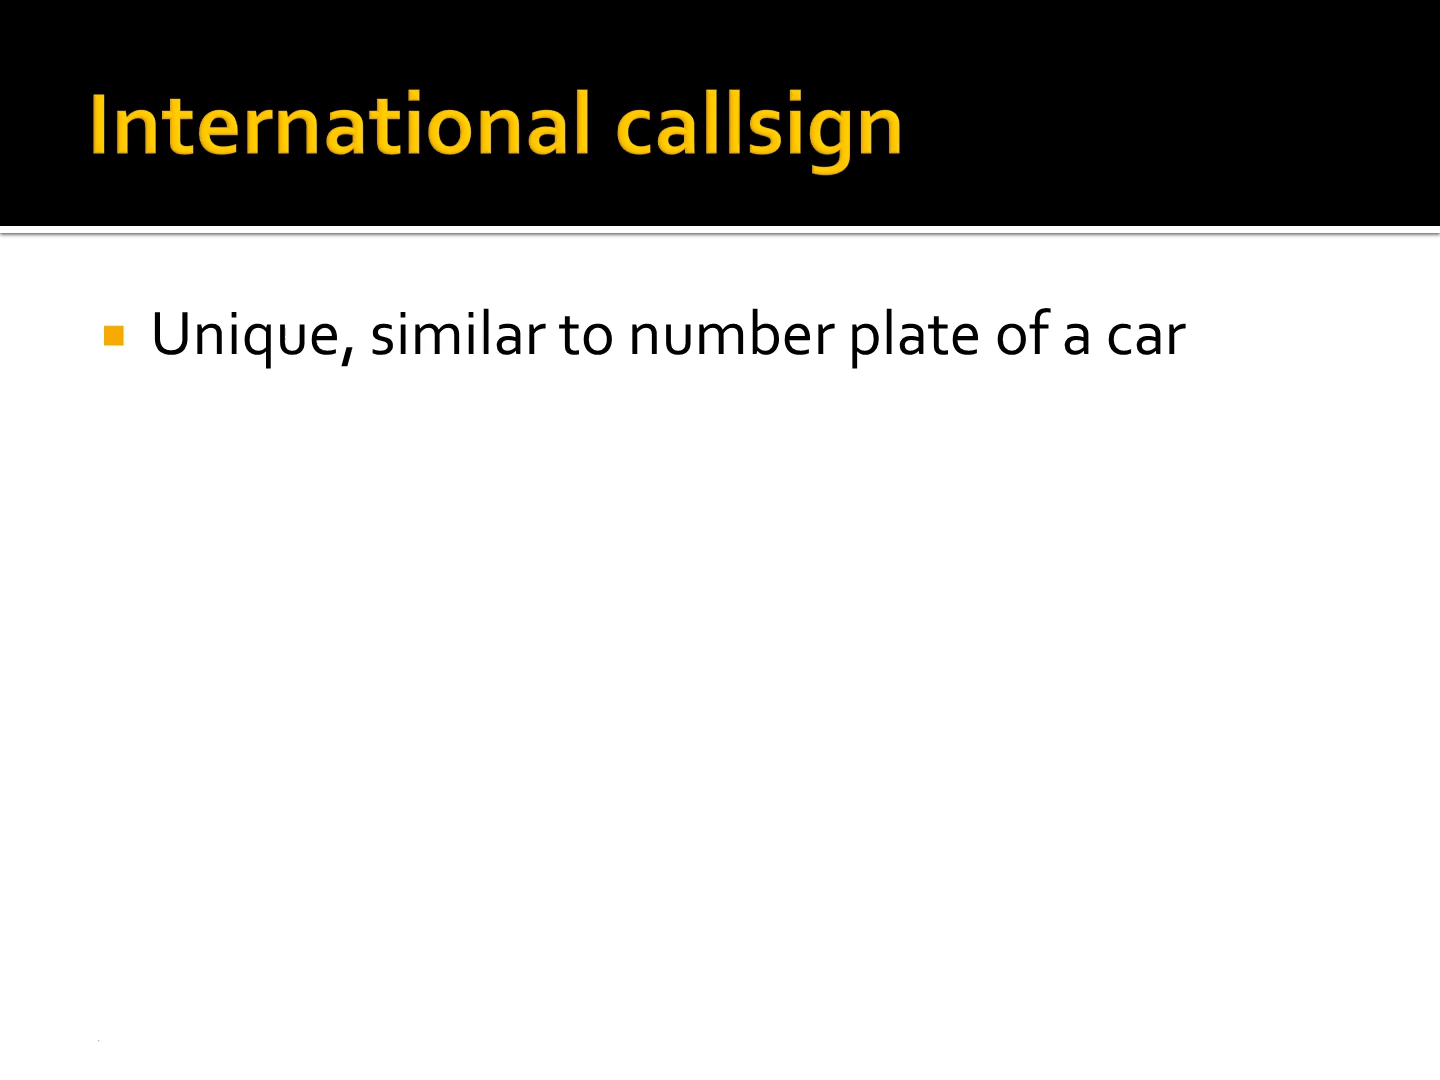 International callsign
Unique, similar to number plate of a car